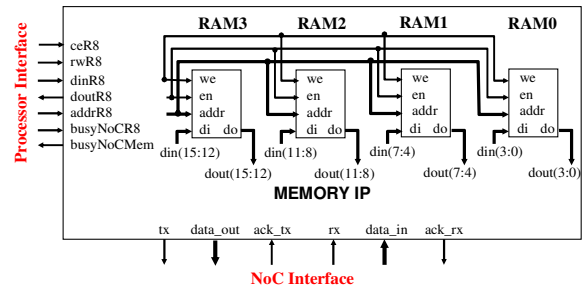 RAM3 RAM2 RAM1 RAM0
Processor Interface
ceR8
rwR8
dinR8
doutR8
addrR8
busyNoCR8
busyNoCMem
we we we we
en en en en
addr addr addr addr
di do di do di do di do
din(15:12) din(11:8) din(7:4) din(3:0)
dout(15:12) dout(11:8) dout(7:4) dout(3:0)
MEMORY IP
tx data_out ack_tx rx data_in ack_rx
NoC Interface